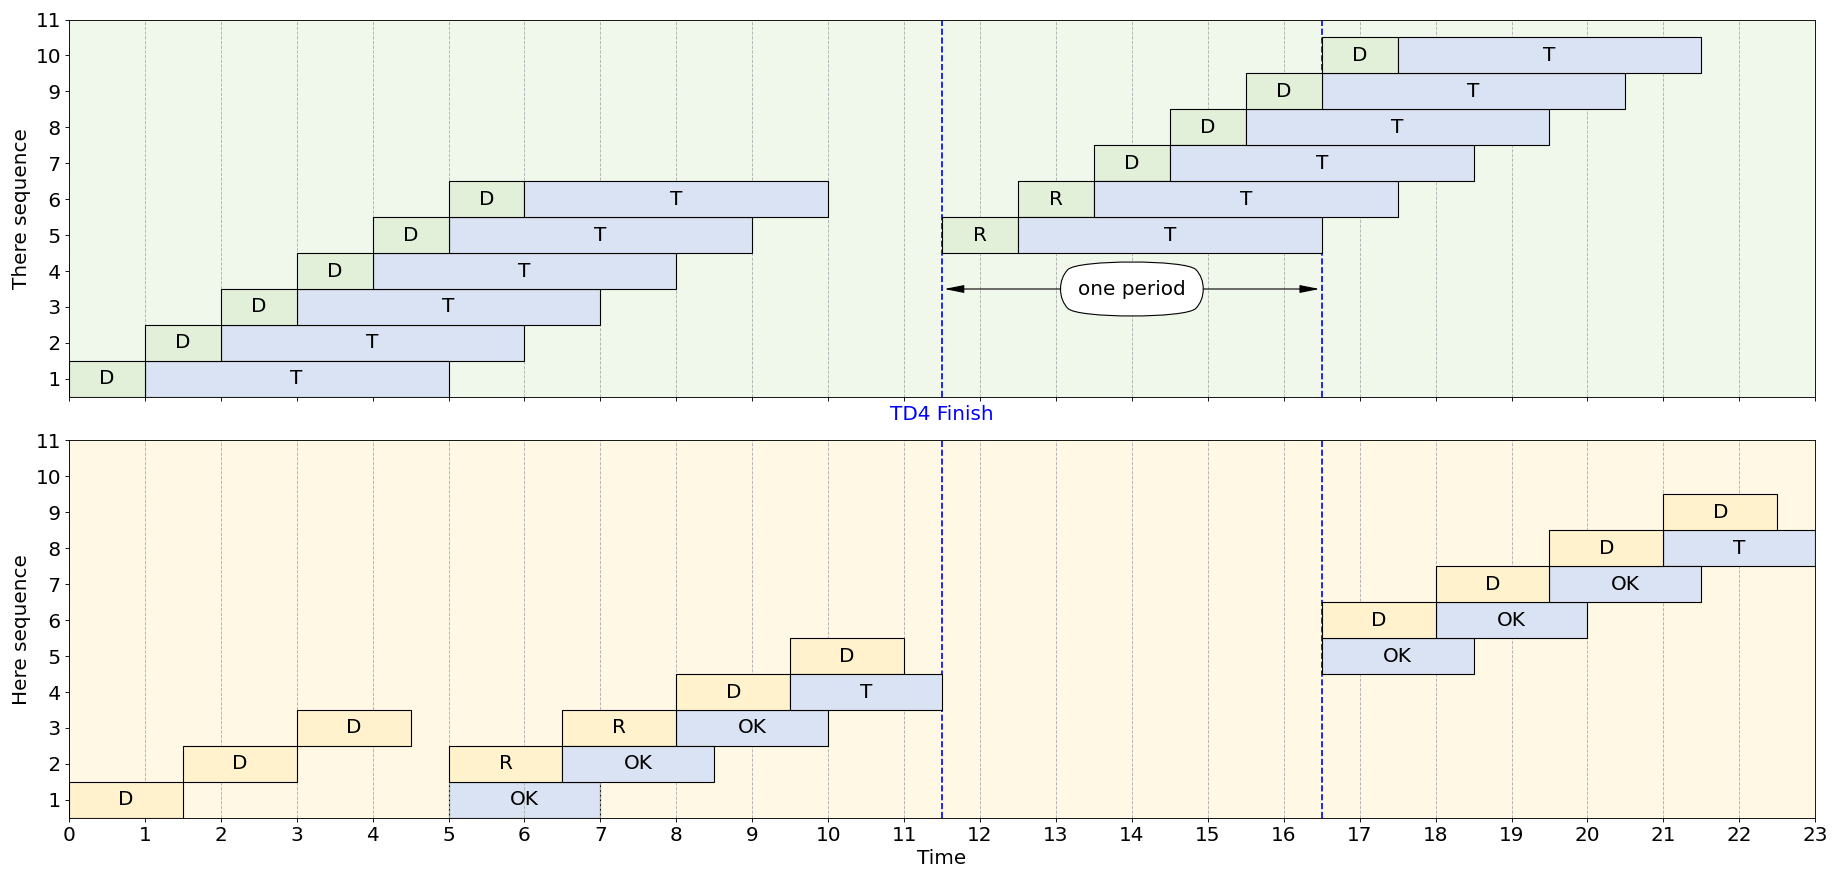 11
10 D T
9 D T
8 D T
7 D T
6 D T R T
5 D T R T
4 D T one period
3 D T
2 D T
1 D T
There sequence
TD4 Finish
11
10
9 D
8 D T
7 D OK
6 D OK
5 D OK
4 D T
3 D R OK
2 D R OK
1 D OK
Here sequence
0 1 2 3 4 5 6 7 8 9 10 11 12 13 14 15 16 17 18 19 20 21 22 23
Time